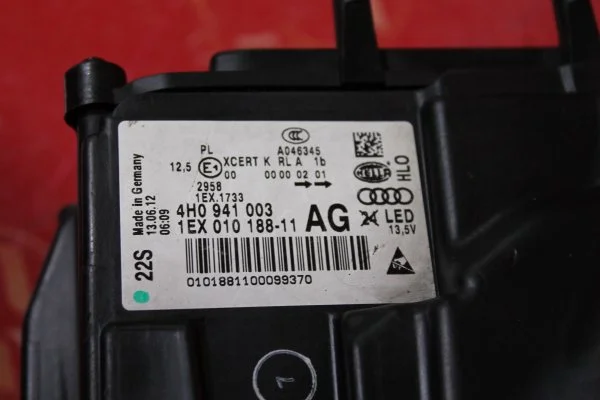 CCC
A046345
PL
12,5 E1 XCERT K RL A 1b
00 00 00 02 01
2958
1EX.1733
4H0 941 003
1EX 010 188-11 AG
HELLA
HLO
LED
13,5V
0101881100099370
Made in Germany
13.06.12
06:09
22S
1